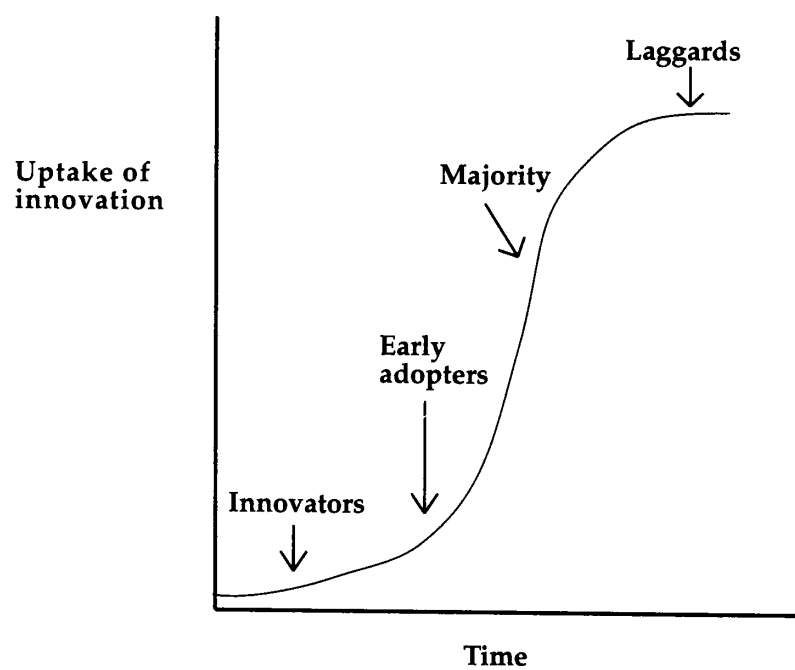 Laggards
Uptake of
innovation
Majority
Early
adopters
Innovators
Time